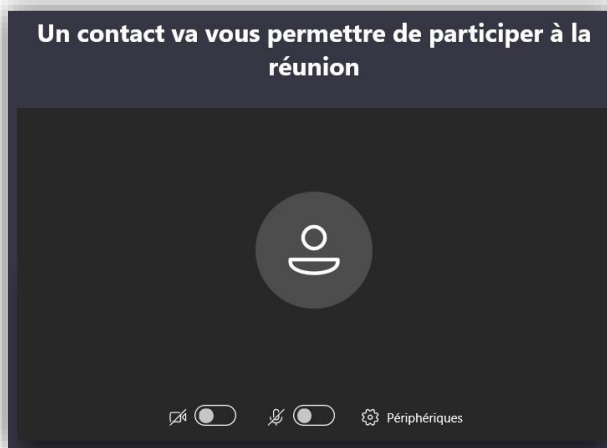 Un contact va vous permettre de participer à la
réunion
Périphériques